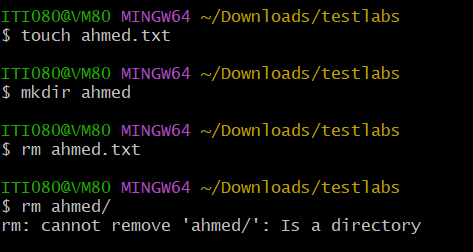 ITI080@VM80 MINGW64 ~/Downloads/testlabs
$ touch ahmed.txt
ITI080@VM80 MINGW64 ~/Downloads/testlabs
$ mkdir ahmed
ITI080@VM80 MINGW64 ~/Downloads/testlabs
$ rm ahmed.txt
ITI080@VM80 MINGW64 ~/Downloads/testlabs
$ rm ahmed/
rm: cannot remove 'ahmed/': Is a directory